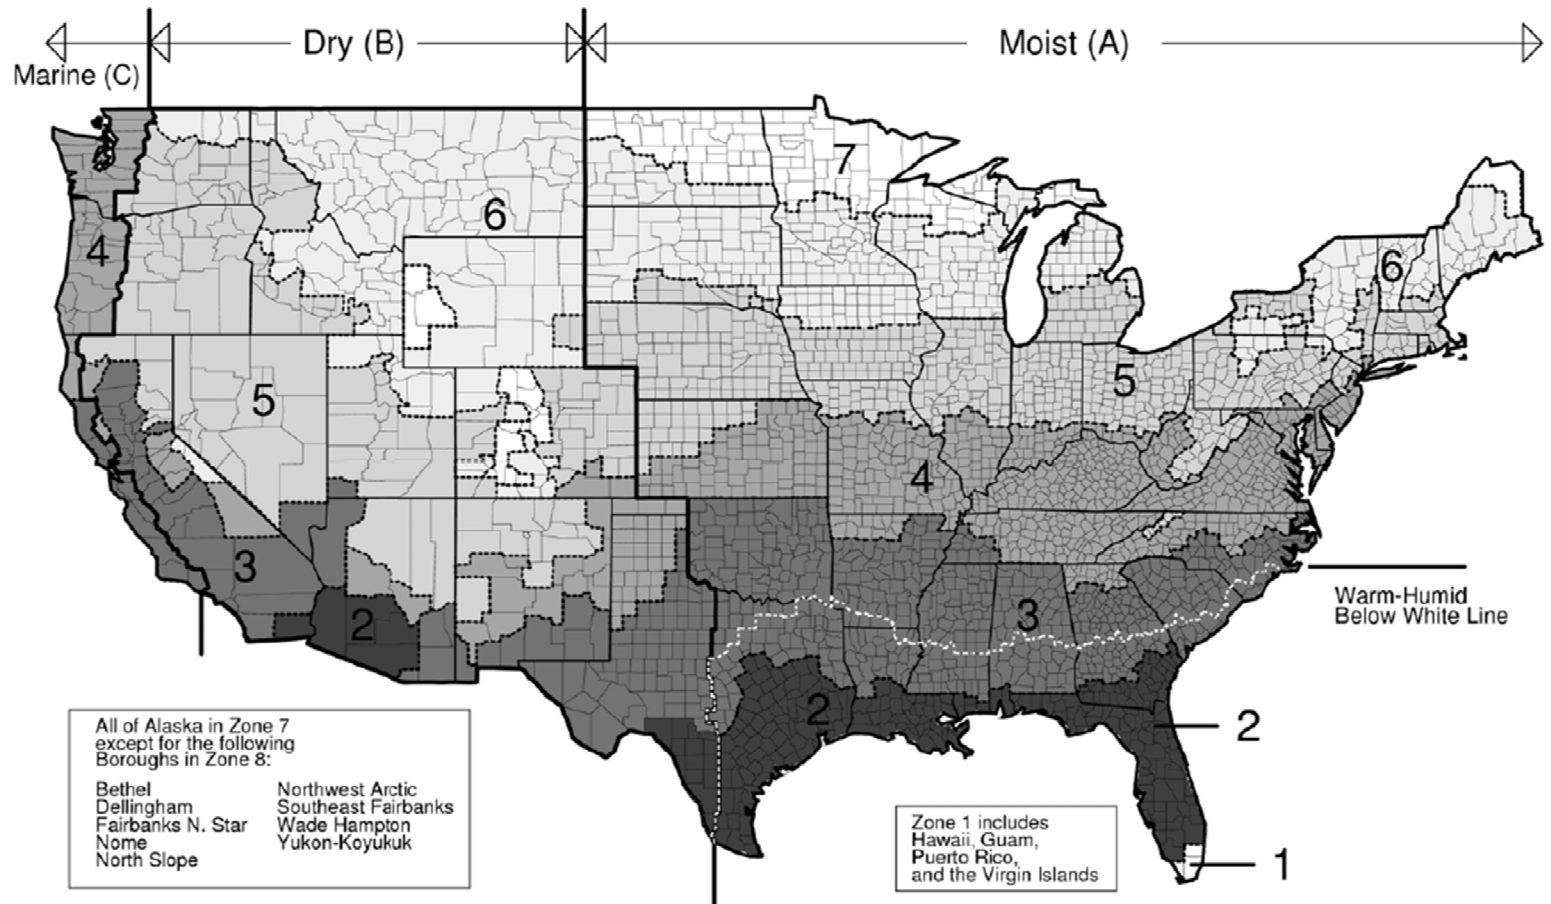 Marine (C)
Dry (B)
Moist (A)
7
6
4
6
5
5
4
3
3
2
2
2
1
Warm-Humid
Below White Line
All of Alaska in Zone 7
except for the following
Boroughs in Zone 8:
Bethel
Dellingham
Fairbanks N. Star
Nome
North Slope
Northwest Arctic
Southeast Fairbanks
Wade Hampton
Yukon-Koyukuk
Zone 1 includes
Hawaii, Guam,
Puerto Rico,
and the Virgin Islands